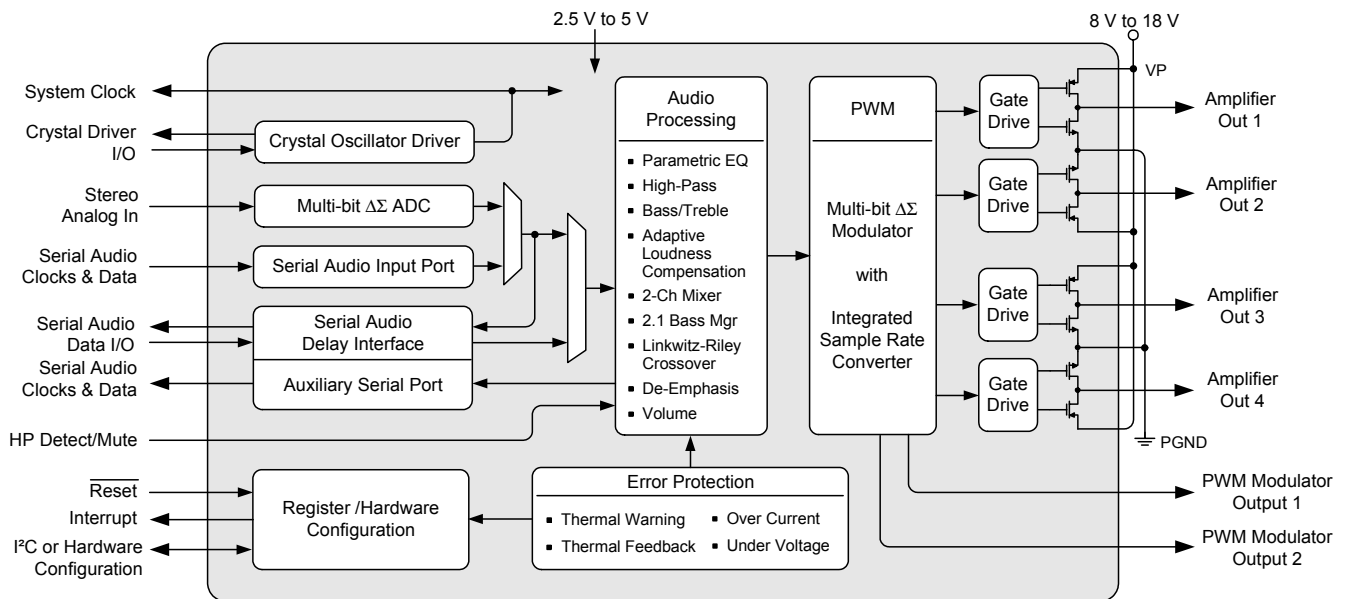 2.5 V to 5 V
8 V to 18 V
VP
System Clock
Crystal Driver
I/O
Crystal Oscillator Driver
Stereo
Analog In
Multi-bit ΔΣ ADC
Serial Audio
Clocks & Data
Serial Audio Input Port
Serial Audio
Data I/O
Serial Audio
Delay Interface
Serial Audio
Clocks & Data
Auxiliary Serial Port
HP Detect/Mute
Reset
Interrupt
I²C or Hardware
Configuration
Register /Hardware
Configuration
Audio
Processing
▪ Parametric EQ
▪ High-Pass
▪ Bass/Treble
▪ Adaptive
Loudness
Compensation
▪ 2-Ch Mixer
▪ 2.1 Bass Mgr
▪ Linkwitz-Riley
Crossover
▪ De-Emphasis
▪ Volume
Error Protection
▪ Thermal Warning
▪ Over Current
▪ Thermal Feedback
▪ Under Voltage
PWM
Multi-bit ΔΣ
Modulator
with
Integrated
Sample Rate
Converter
Gate
Drive
Gate
Drive
Gate
Drive
Gate
Drive
Amplifier
Out 1
Amplifier
Out 2
Amplifier
Out 3
Amplifier
Out 4
PGND
PWM Modulator
Output 1
PWM Modulator
Output 2